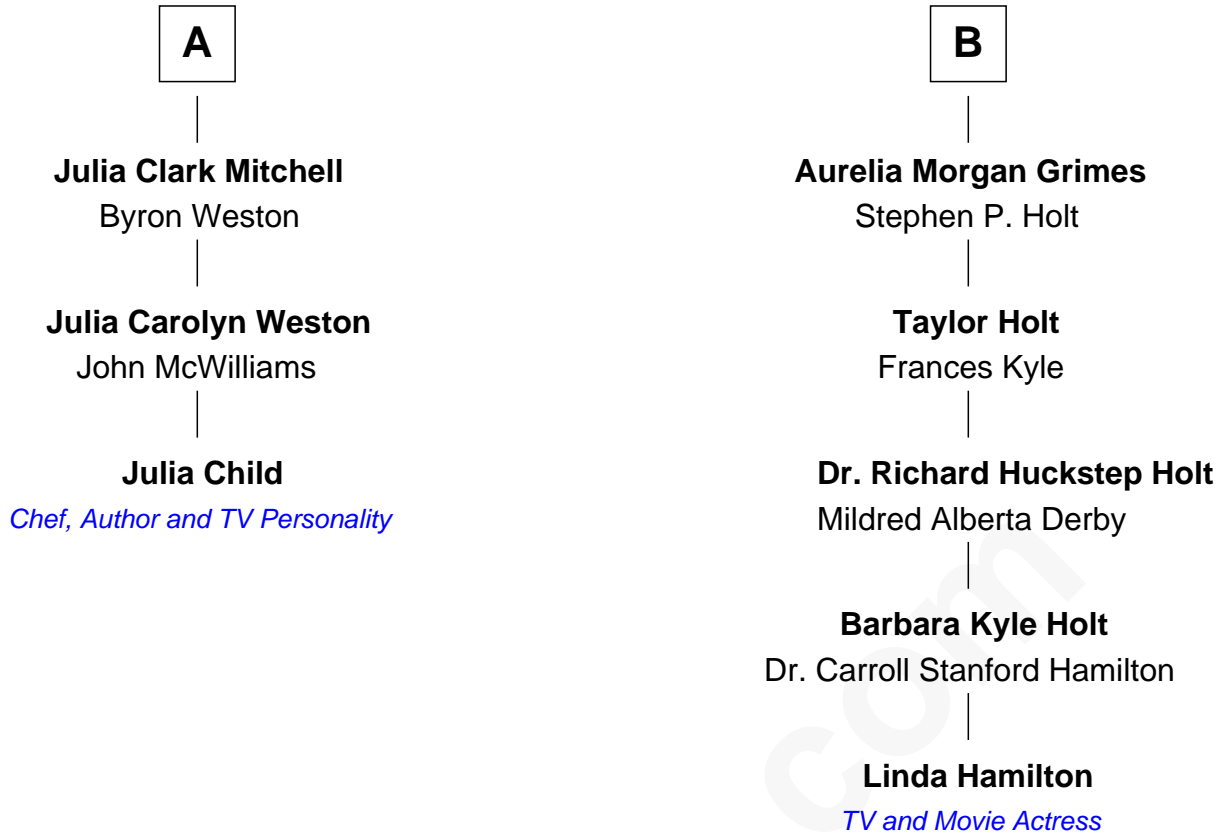 A
Julia Clark Mitchell
Byron Weston
Julia Carolyn Weston
John McWilliams
Julia Child
Chef, Author and TV Personality
B
Aurelia Morgan Grimes
Stephen P. Holt
Taylor Holt
Frances Kyle
Dr. Richard Huckstep Holt
Mildred Alberta Derby
Barbara Kyle Holt
Dr. Carroll Stanford Hamilton
Linda Hamilton
TV and Movie Actress
com